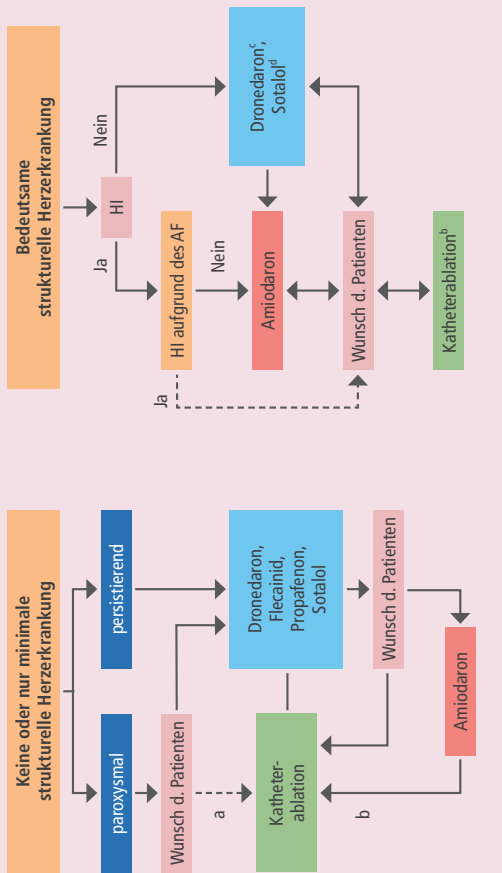 Keine oder nur minimale
strukturelle Herzerkrankung
paroxysmal
persistierend
Wunsch d. Patienten
a
Katheter-
ablation
Dronedaron,
Flecainid,
Propafenon,
Sotalol
Wunsch d. Patienten
b
Amiodaron
Bedeutsame
strukturelle Herzerkrankung
HI
Ja
Nein
HI aufgrund des AF
Dronedaronᶜ,
Sotalolᵈ
Ja
Nein
Amiodaron
Wunsch d. Patienten
Katheterablationᵇ